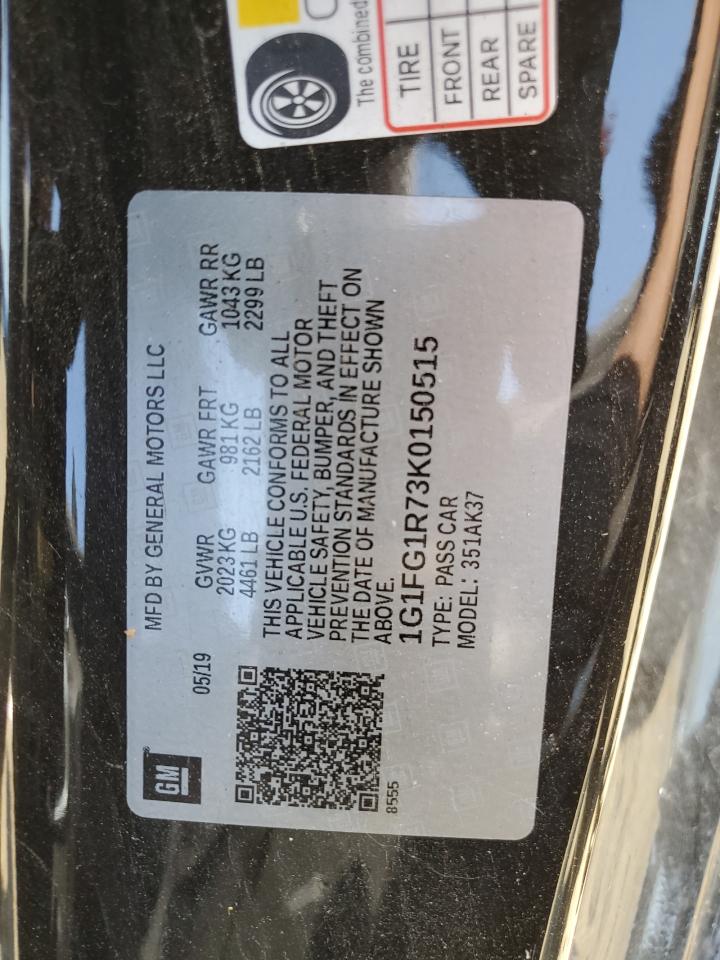 GM
MFD BY GENERAL MOTORS LLC
05/19
GVWR GAWR FRT GAWR RR
2023 KG 981 KG 1043 KG
4461 LB 2162 LB 2299 LB
THIS VEHICLE CONFORMS TO ALL
APPLICABLE U.S. FEDERAL MOTOR
VEHICLE SAFETY, BUMPER, AND THEFT
PREVENTION STANDARDS IN EFFECT ON
THE DATE OF MANUFACTURE SHOWN
ABOVE.
1G1FG1R73K0150515
TYPE: PASS CAR
MODEL: 351AK37
8555
The combined
TIRE
FRONT
REAR
SPARE